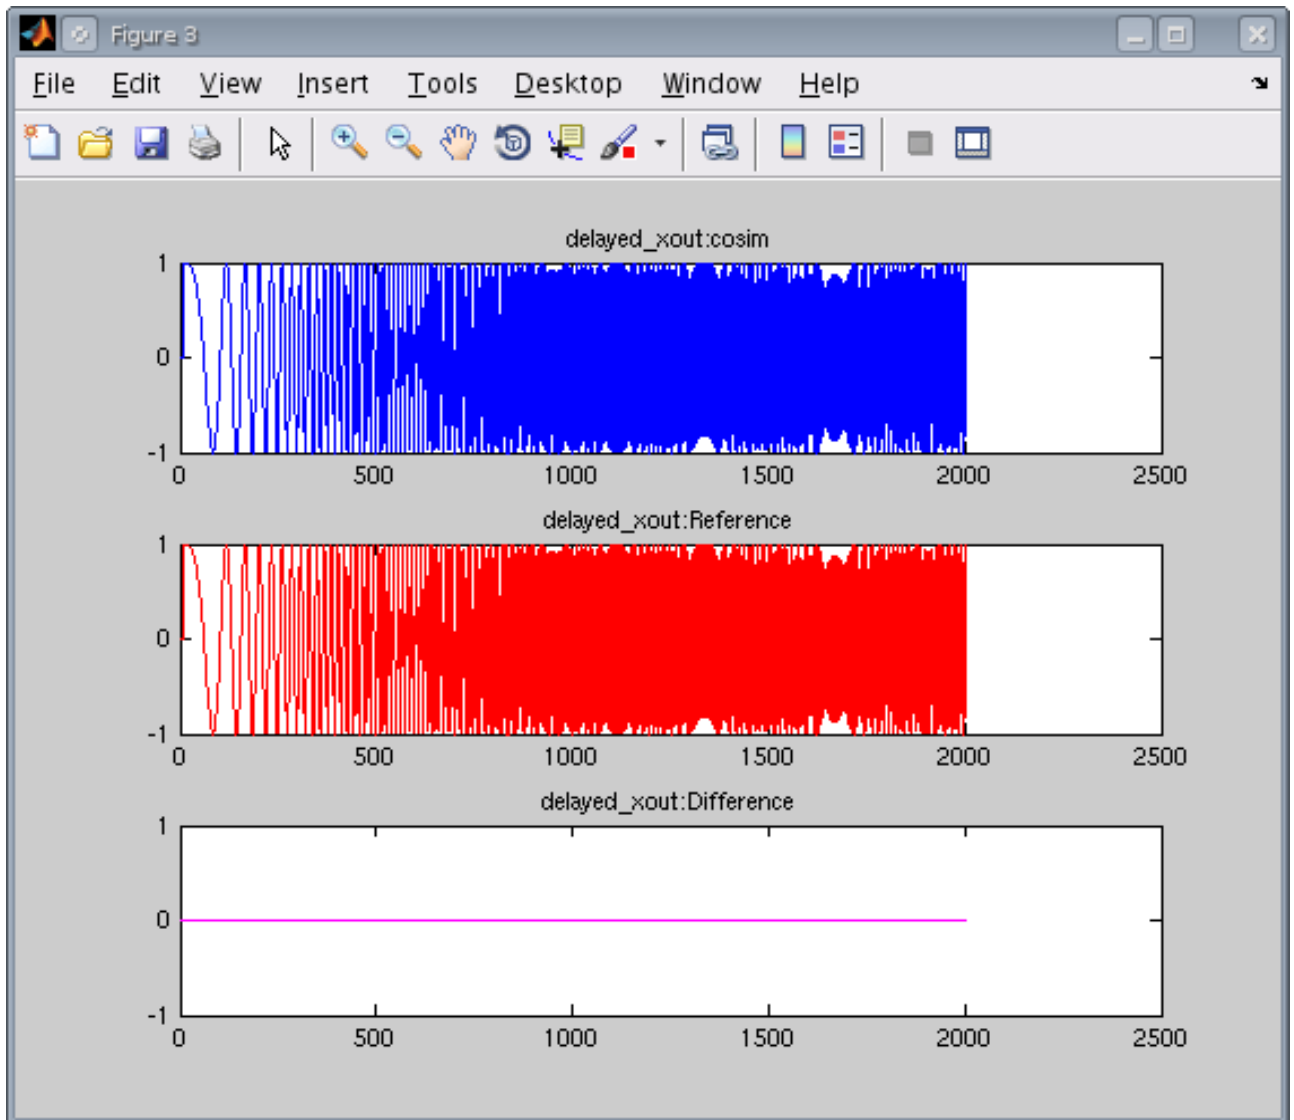 Figure 3
File Edit View Insert Tools Desktop Window Help
delayed_xout:cosim
1
0
-1
0 500 1000 1500 2000 2500
delayed_xout:Reference
1
0
-1
0 500 1000 1500 2000 2500
delayed_xout:Difference
1
0
-1
0 500 1000 1500 2000 2500